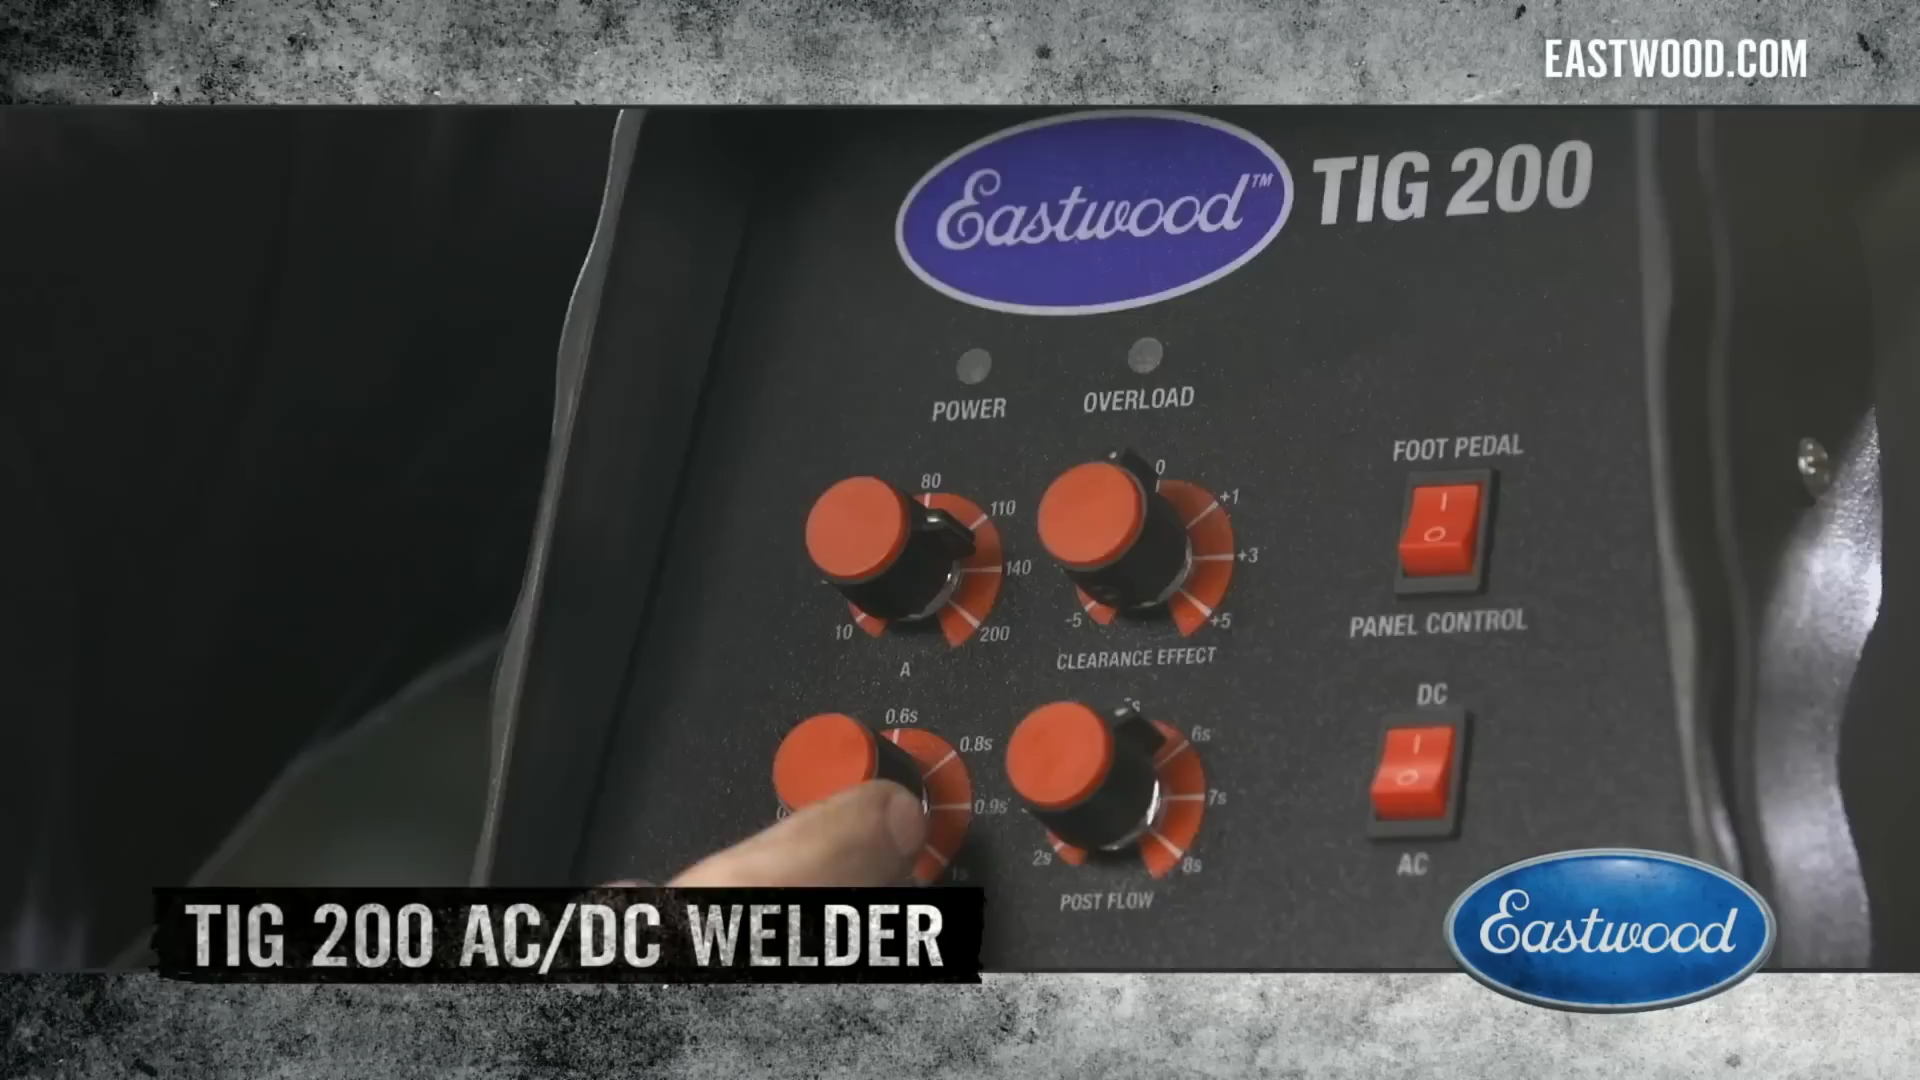 EASTWOOD.COM
Eastwood™ TIG 200
POWER
OVERLOAD
FOOT PEDAL
I
O
PANEL CONTROL
80
110
140
200
10
A
0
+1
+3
+5
-5
CLEARANCE EFFECT
0.6s
0.8s
0.9s
1s
6s
7s
8s
2s
POST FLOW
DC
I
O
AC
TIG 200 AC/DC WELDER
Eastwood